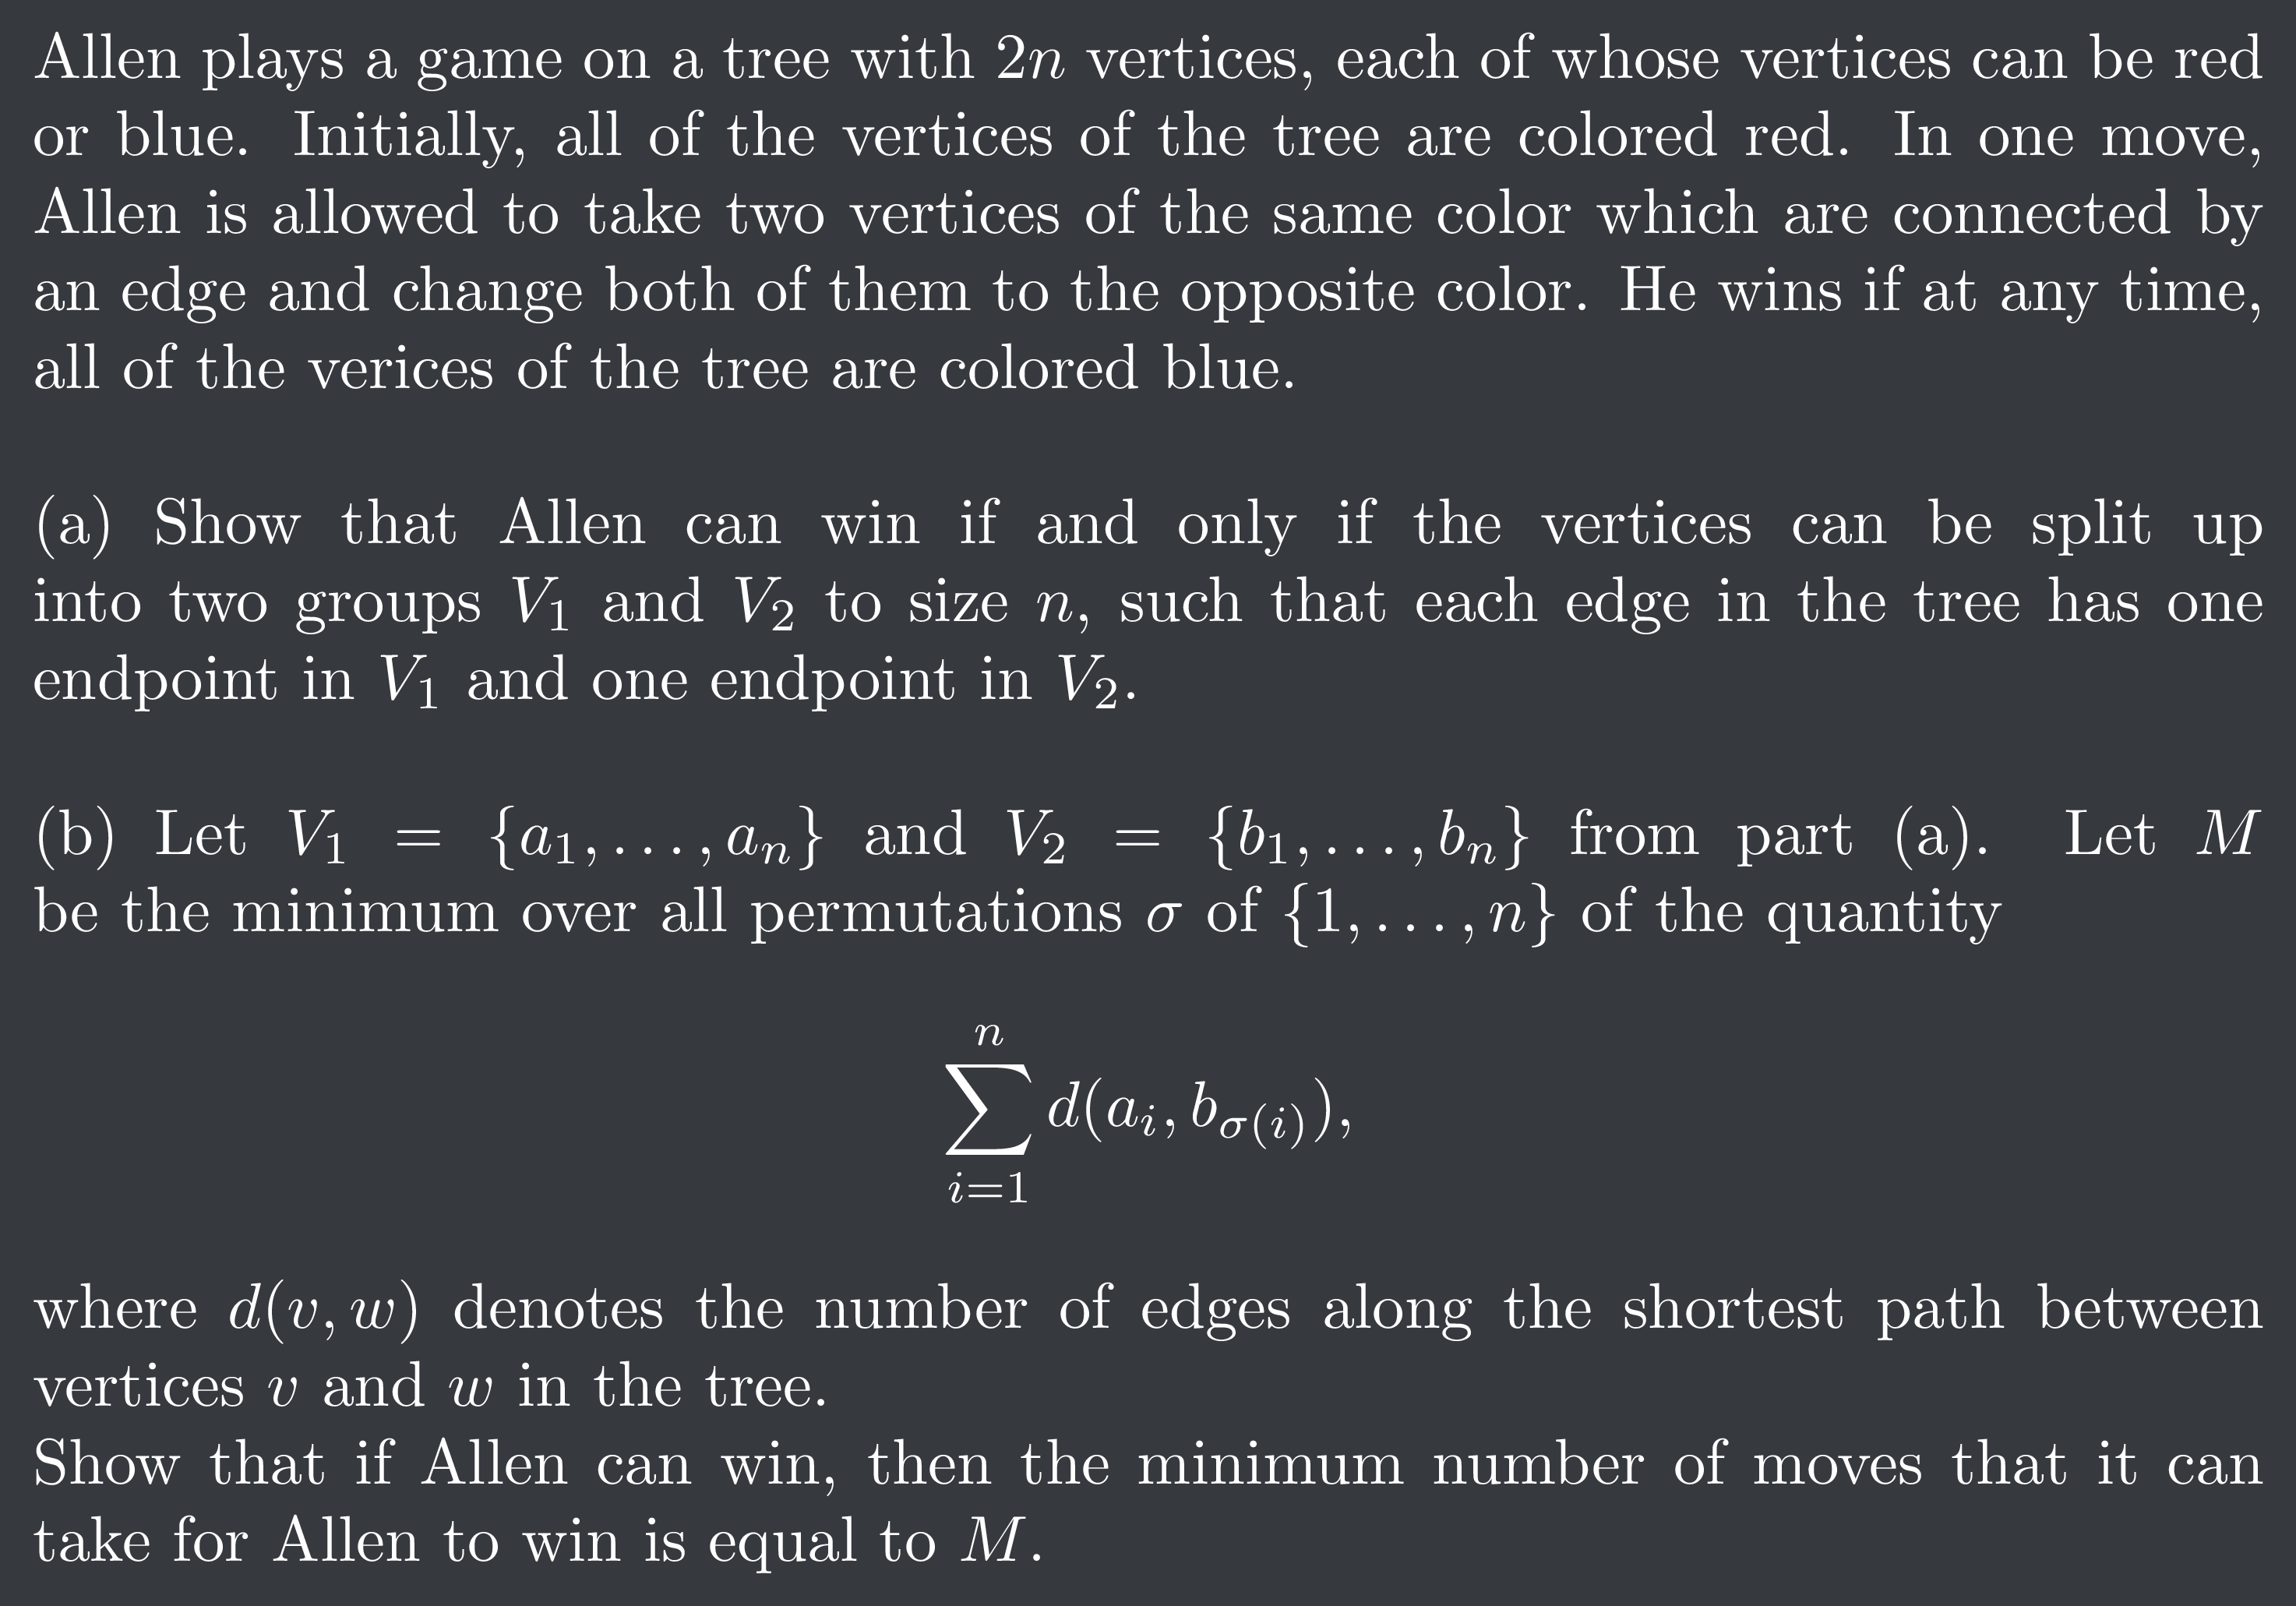 Allen plays a game on a tree with 2n vertices, each of whose vertices can be red
or blue. Initially, all of the vertices of the tree are colored red. In one move,
Allen is allowed to take two vertices of the same color which are connected by
an edge and change both of them to the opposite color. He wins if at any time,
all of the verices of the tree are colored blue.
(a) Show that Allen can win if and only if the vertices can be split up
into two groups V₁ and V₂ to size n, such that each edge in the tree has one
endpoint in V₁ and one endpoint in V₂.
(b) Let V₁ = {a₁, . . . , aₙ} and V₂ = {b₁, . . . , bₙ} from part (a). Let M
be the minimum over all permutations σ of {1, . . . , n} of the quantity
\sum_{i=1}^{n} d(a_i, b_{σ(i)}),
where d(v, w) denotes the number of edges along the shortest path between
vertices v and w in the tree.
Show that if Allen can win, then the minimum number of moves that it can
take for Allen to win is equal to M.